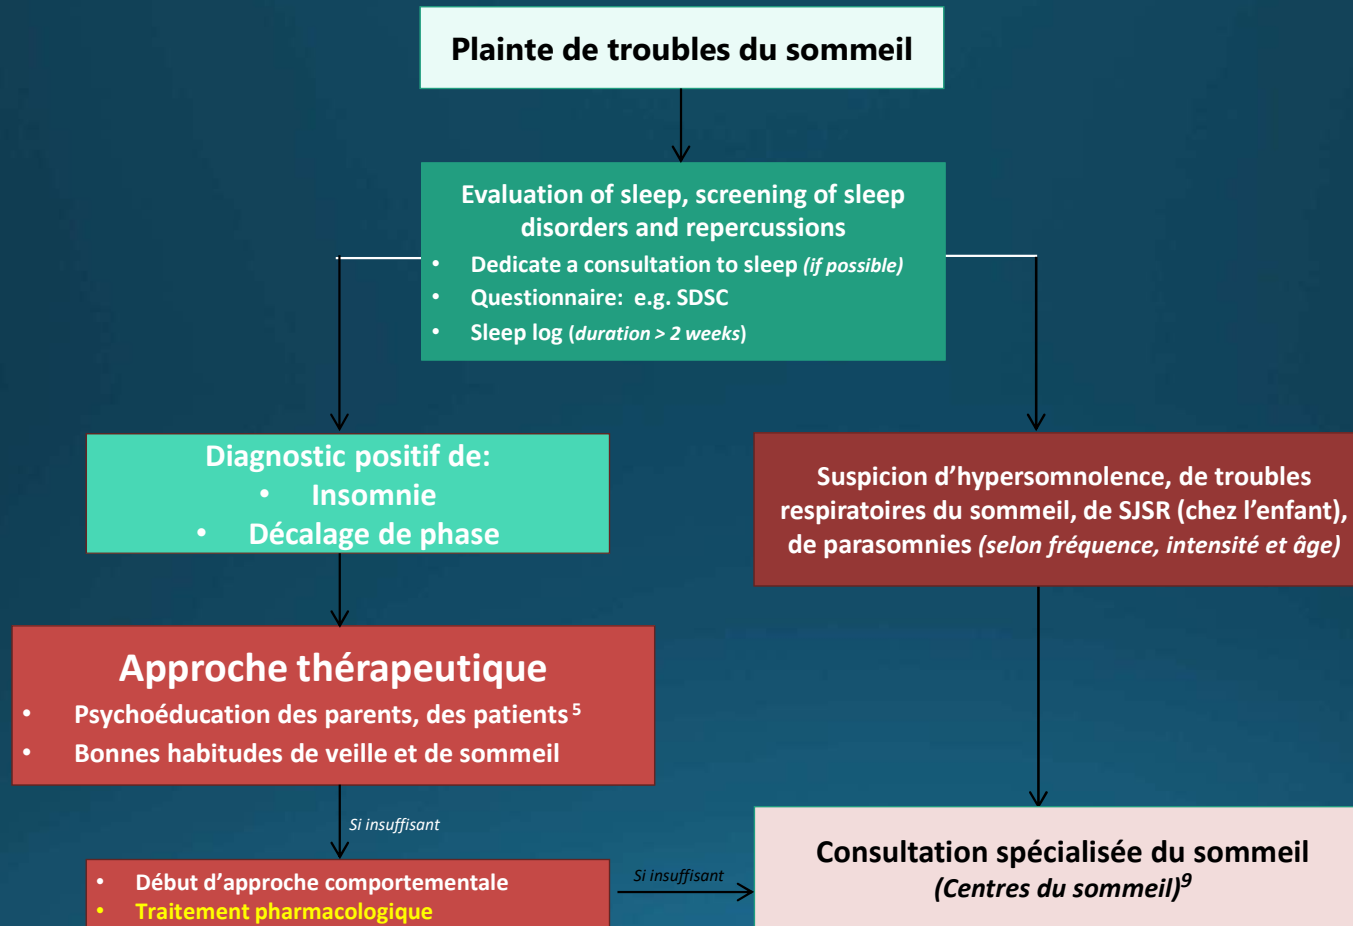 Plainte de troubles du sommeil
Evaluation of sleep, screening of sleep
disorders and repercussions
• Dedicate a consultation to sleep (if possible)
• Questionnaire: e.g. SDSC
• Sleep log (duration > 2 weeks)
Diagnostic positif de:
• Insomnie
• Décalage de phase
Suspicion d’hypersomnolence, de troubles
respiratoires du sommeil, de SJSR (chez l’enfant),
de parasomnies (selon fréquence, intensité et âge)
Approche thérapeutique
• Psychoéducation des parents, des patients⁵
• Bonnes habitudes de veille et de sommeil
Si insuffisant
• Début d’approche comportementale
• Traitement pharmacologique
Si insuffisant
Consultation spécialisée du sommeil
(Centres du sommeil)⁹